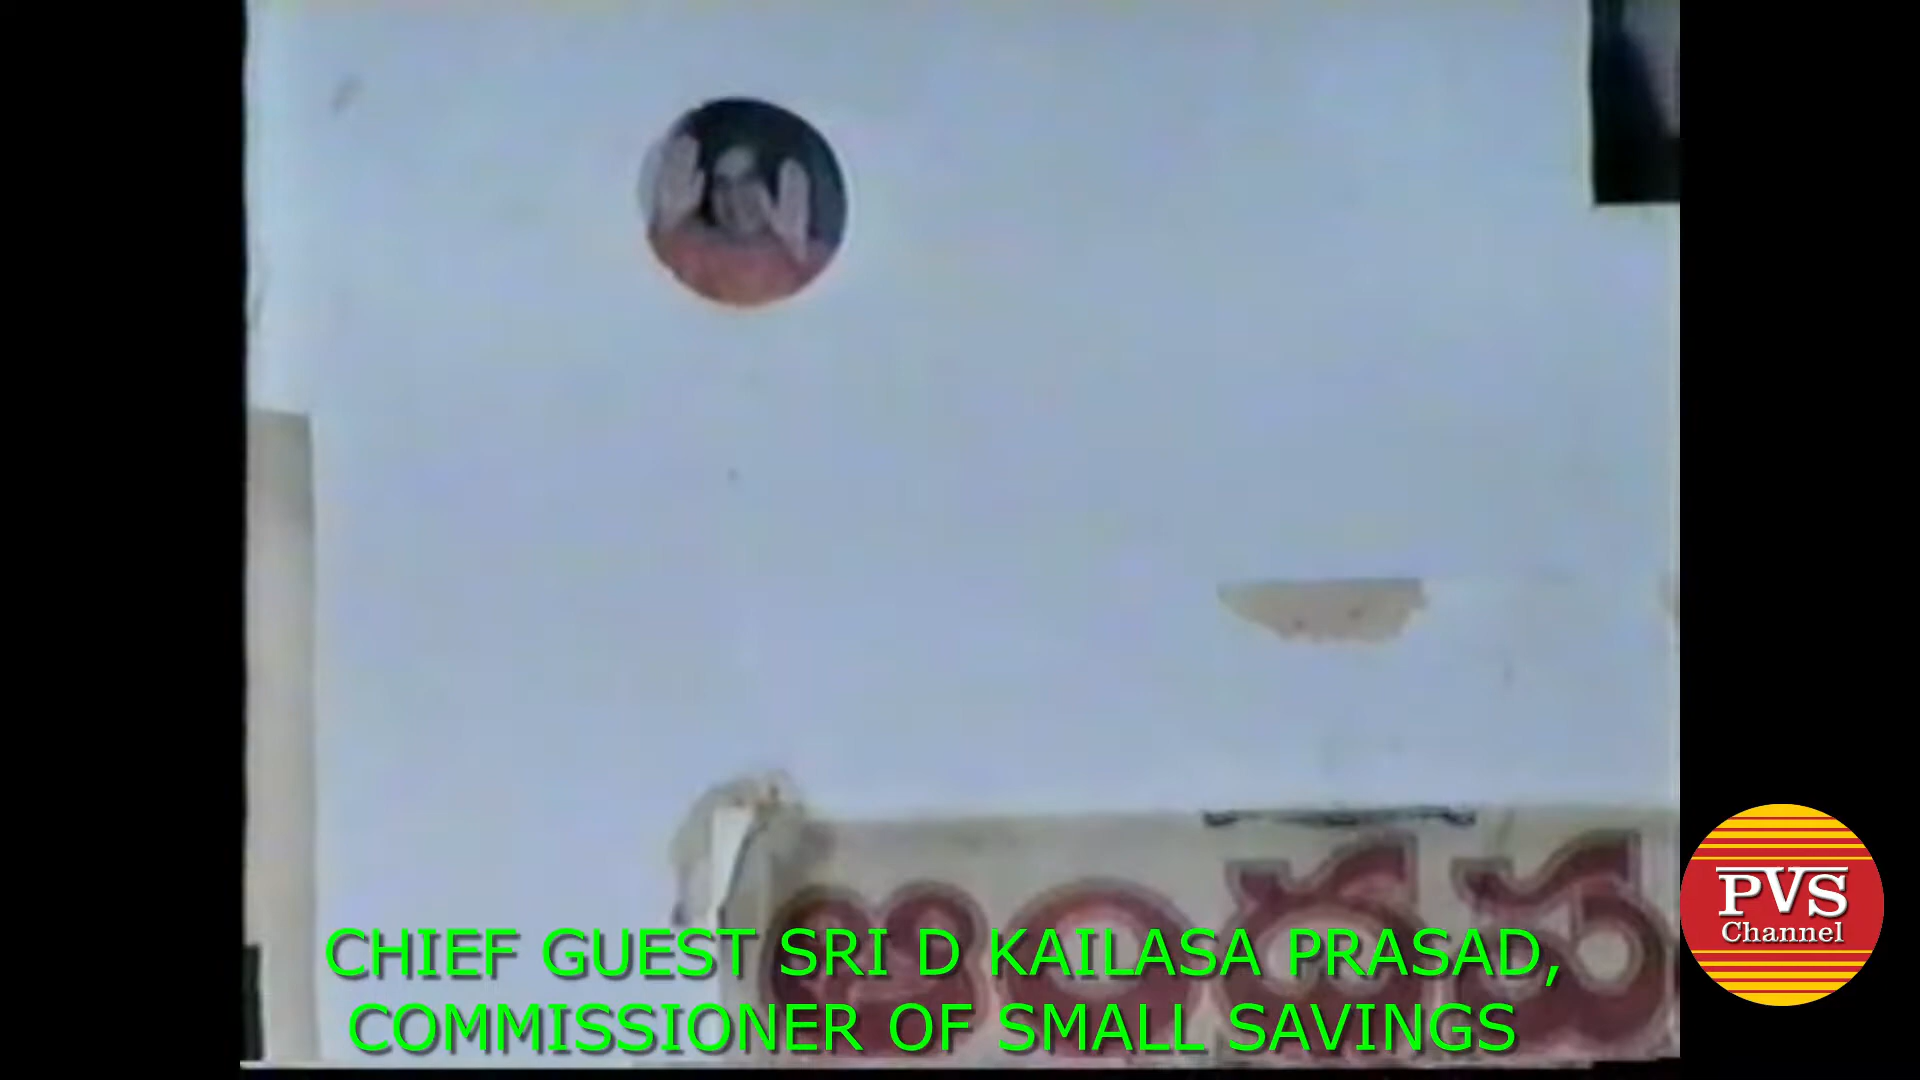 ఆంధ్ర
CHIEF GUEST SRI D KAILASA PRASAD,
COMMISSIONER OF SMALL SAVINGS
PVS
Channel